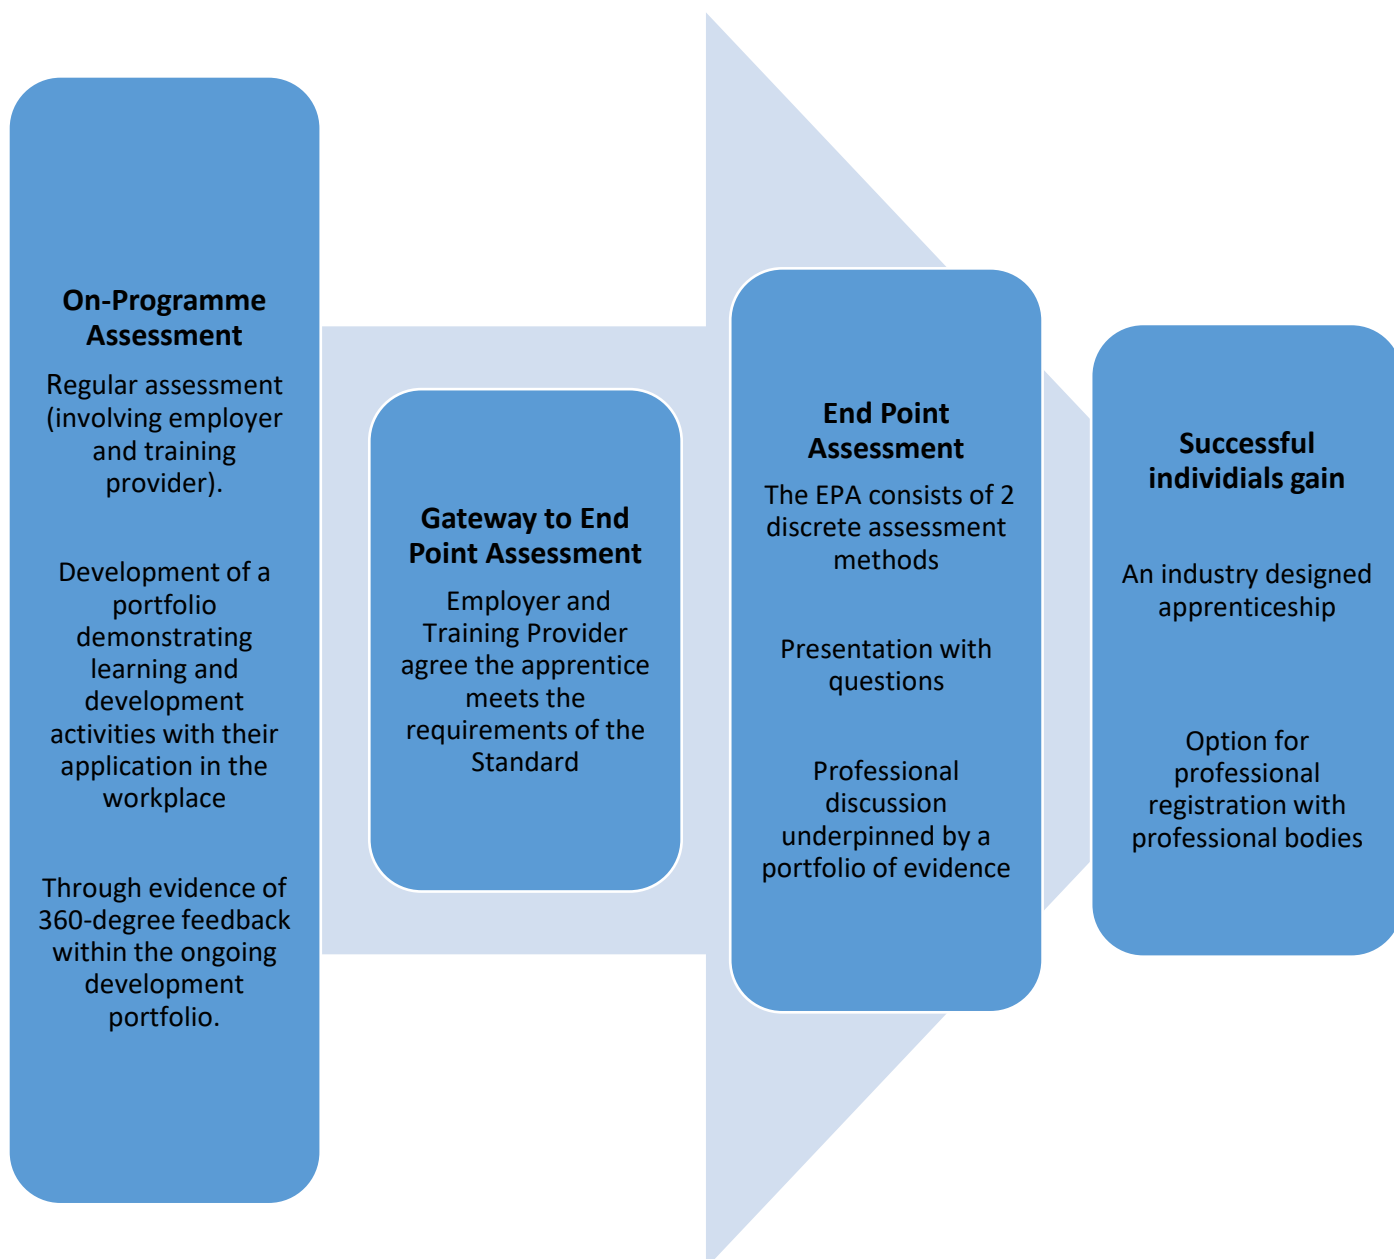 On-Programme
Assessment
Regular assessment
(involving employer
and training
provider).
Development of a
portfolio
demonstrating
learning and
development
activities with their
application in the
workplace
Through evidence of
360-degree feedback
within the ongoing
development
portfolio.
Gateway to End
Point Assessment
Employer and
Training Provider
agree the apprentice
meets the
requirements of the
Standard
End Point
Assessment
The EPA consists of 2
discrete assessment
methods
Presentation with
questions
Professional
discussion
underpinned by a
portfolio of evidence
Successful
individials gain
An industry designed
apprenticeship
Option for
professional
registration with
professional bodies